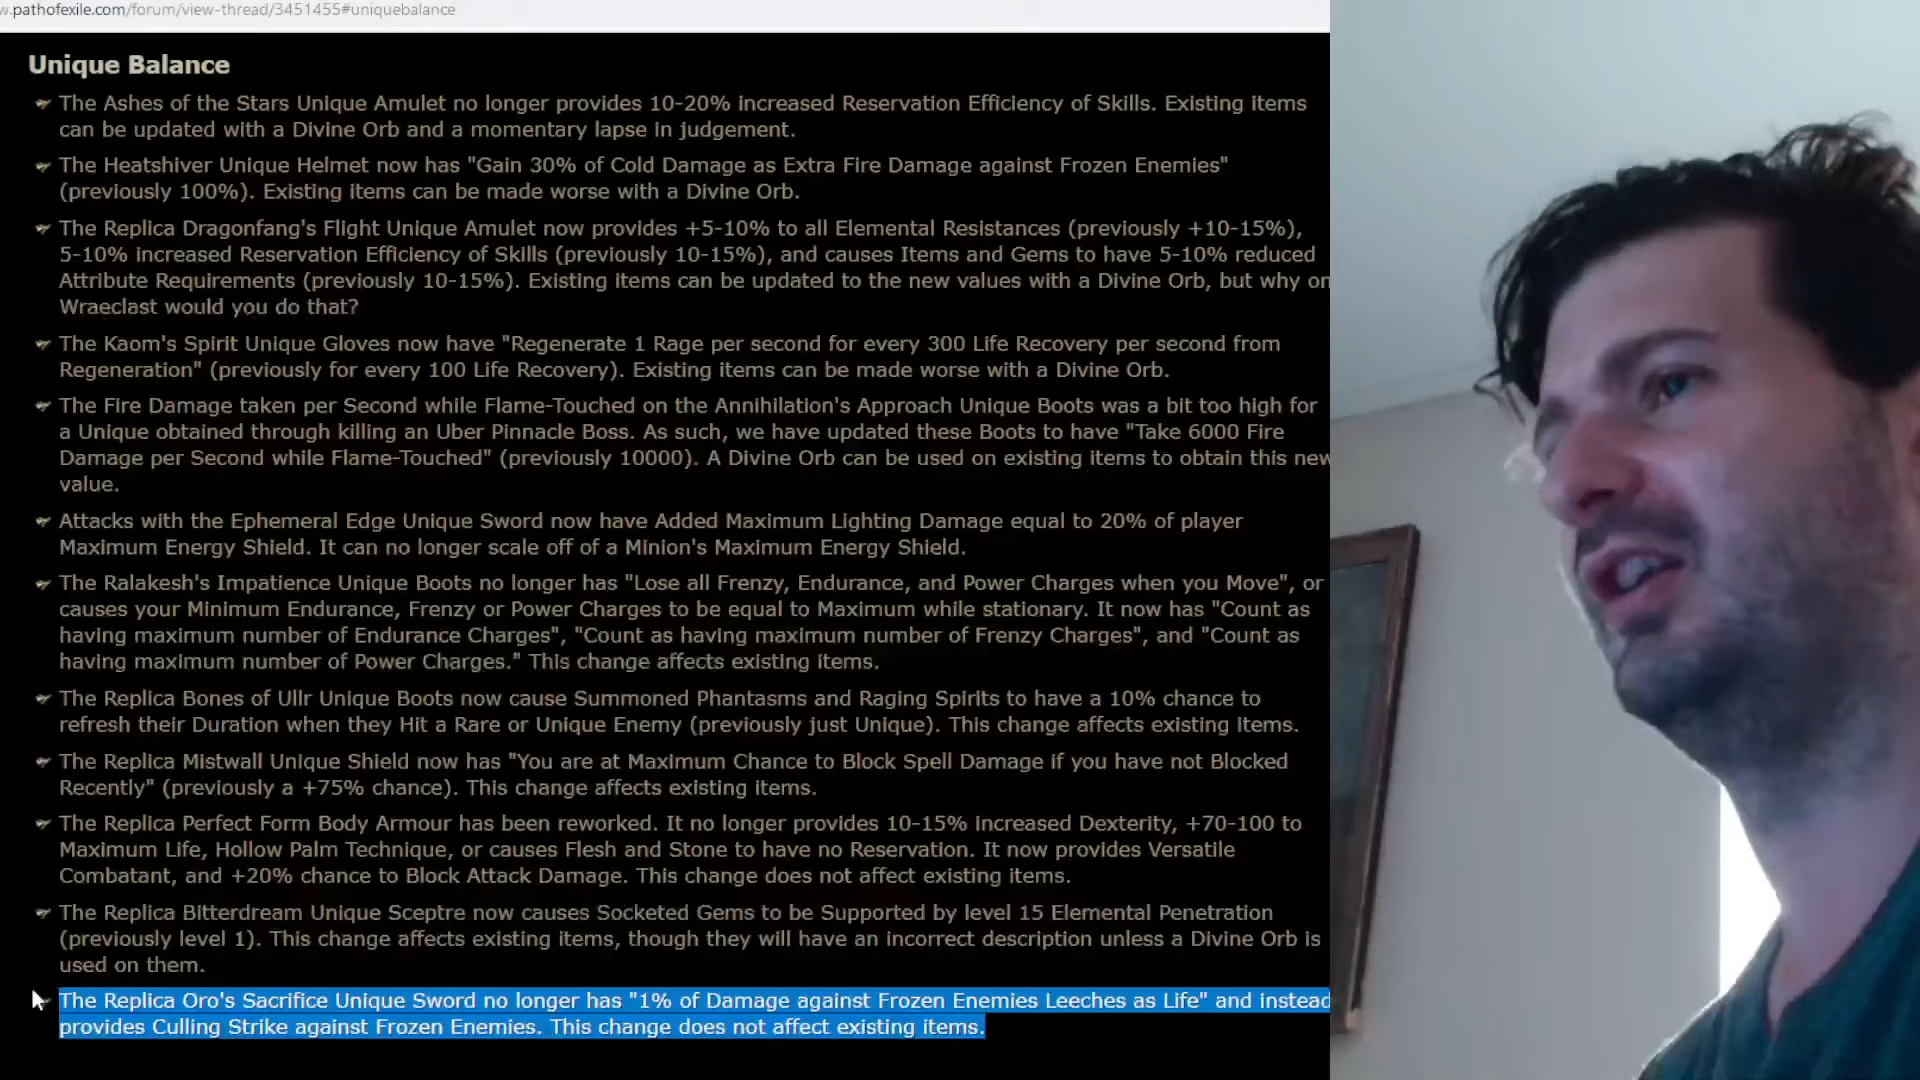 w.pathofexile.com/forum/view-thread/3451455#uniquebalance
Unique Balance
The Ashes of the Stars Unique Amulet no longer provides 10-20% increased Reservation Efficiency of Skills. Existing items
can be updated with a Divine Orb and a momentary lapse in judgement.
The Heatshiver Unique Helmet now has "Gain 30% of Cold Damage as Extra Fire Damage against Frozen Enemies"
(previously 100%). Existing items can be made worse with a Divine Orb.
The Replica Dragonfang's Flight Unique Amulet now provides +5-10% to all Elemental Resistances (previously +10-15%),
5-10% increased Reservation Efficiency of Skills (previously 10-15%), and causes Items and Gems to have 5-10% reduced
Attribute Requirements (previously 10-15%). Existing items can be updated to the new values with a Divine Orb, but why on
Wraeclast would you do that?
The Kaom's Spirit Unique Gloves now have "Regenerate 1 Rage per second for every 300 Life Recovery per second from
Regeneration" (previously for every 100 Life Recovery). Existing items can be made worse with a Divine Orb.
The Fire Damage taken per Second while Flame-Touched on the Annihilation's Approach Unique Boots was a bit too high for
a Unique obtained through killing an Uber Pinnacle Boss. As such, we have updated these Boots to have "Take 6000 Fire
Damage per Second while Flame-Touched" (previously 10000). A Divine Orb can be used on existing items to obtain this new
value.
Attacks with the Ephemeral Edge Unique Sword now have Added Maximum Lighting Damage equal to 20% of player
Maximum Energy Shield. It can no longer scale off of a Minion's Maximum Energy Shield.
The Ralakesh's Impatience Unique Boots no longer has "Lose all Frenzy, Endurance, and Power Charges when you Move", or
causes your Minimum Endurance, Frenzy or Power Charges to be equal to Maximum while stationary. It now has "Count as
having maximum number of Endurance Charges", "Count as having maximum number of Frenzy Charges", and "Count as
having maximum number of Power Charges." This change affects existing items.
The Replica Bones of Ullr Unique Boots now cause Summoned Phantasms and Raging Spirits to have a 10% chance to
refresh their Duration when they Hit a Rare or Unique Enemy (previously just Unique). This change affects existing items.
The Replica Mistwall Unique Shield now has "You are at Maximum Chance to Block Spell Damage if you have not Blocked
Recently" (previously a +75% chance). This change affects existing items.
The Replica Perfect Form Body Armour has been reworked. It no longer provides 10-15% increased Dexterity, +70-100 to
Maximum Life, Hollow Palm Technique, or causes Flesh and Stone to have no Reservation. It now provides Versatile
Combatant, and +20% chance to Block Attack Damage. This change does not affect existing items.
The Replica Bitterdream Unique Sceptre now causes Socketed Gems to be Supported by level 15 Elemental Penetration
(previously level 1). This change affects existing items, though they will have an incorrect description unless a Divine Orb is
used on them.
The Replica Oro's Sacrifice Unique Sword no longer has "1% of Damage against Frozen Enemies Leeches as Life" and instead
provides Culling Strike against Frozen Enemies. This change does not affect existing items.